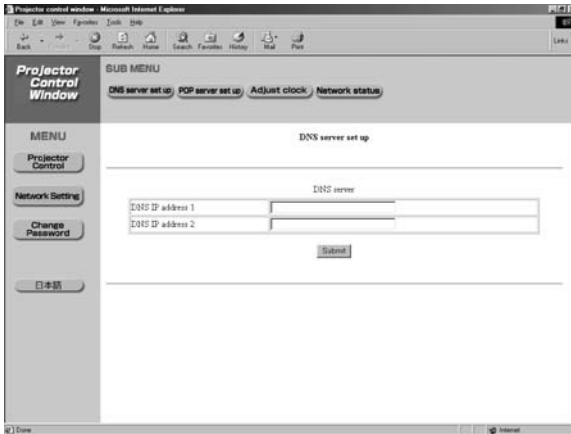 Projector control window - Microsoft Internet Explorer
File Edit View Favorites Tools Help
Back Stop Refresh Home Search Favorites History Mail Print
Links
Projector Control Window
SUB MENU
DNS server set up POP server set up Adjust clock Network status
MENU
Projector Control
Network Setting
Change Password
日本語
DNS server set up
DNS server
DNS IP address 1
DNS IP address 2
Submit
Done
Internet